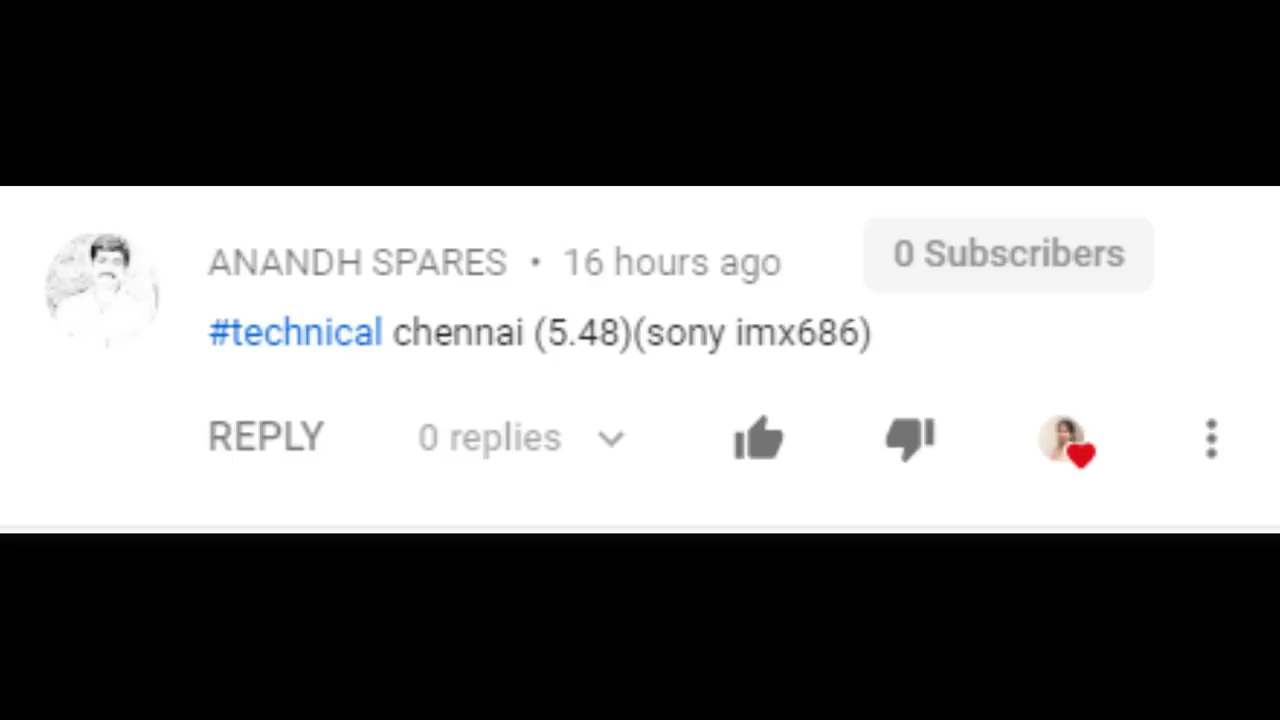 ANANDH SPARES • 16 hours ago 0 Subscribers
#technical chennai (5.48)(sony imx686)
REPLY 0 replies